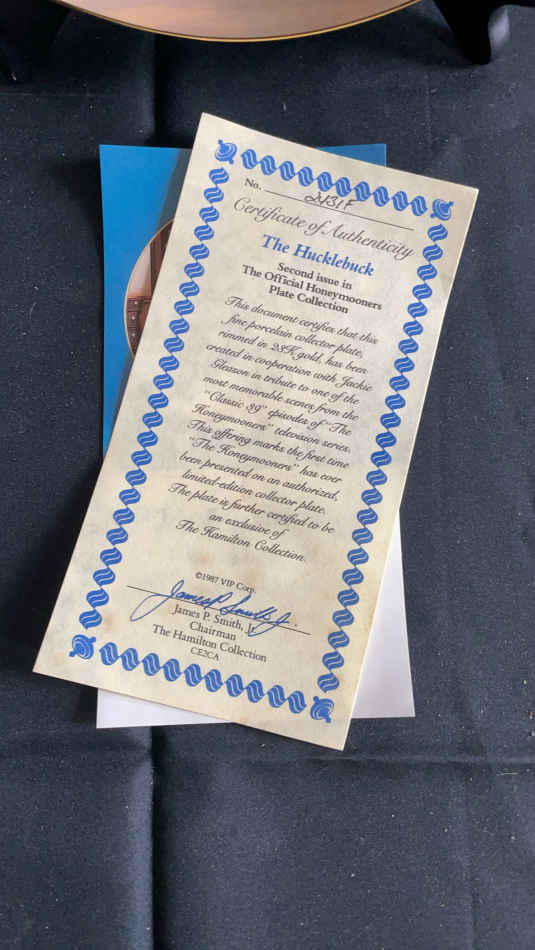 No. 2131F
Certificate of Authenticity
The Hucklebuck
Second issue in
The Official Honeymooners
Plate Collection
This document certifies that this
fine porcelain collector plate,
rimmed in 23K gold, has been
created in cooperation with Jackie
Gleason in tribute to one of the
most memorable scenes from the
"Classic 39" episodes of "The
Honeymooners" television series.
This offering marks the first time
"The Honeymooners" has ever
been presented on an authorized,
limited-edition collector plate.
The plate is further certified to be
an exclusive of
The Hamilton Collection.
©1987 VIP Corp.
James P. Smith Jr.
James P. Smith, Jr.
Chairman
The Hamilton Collection
CE2CA